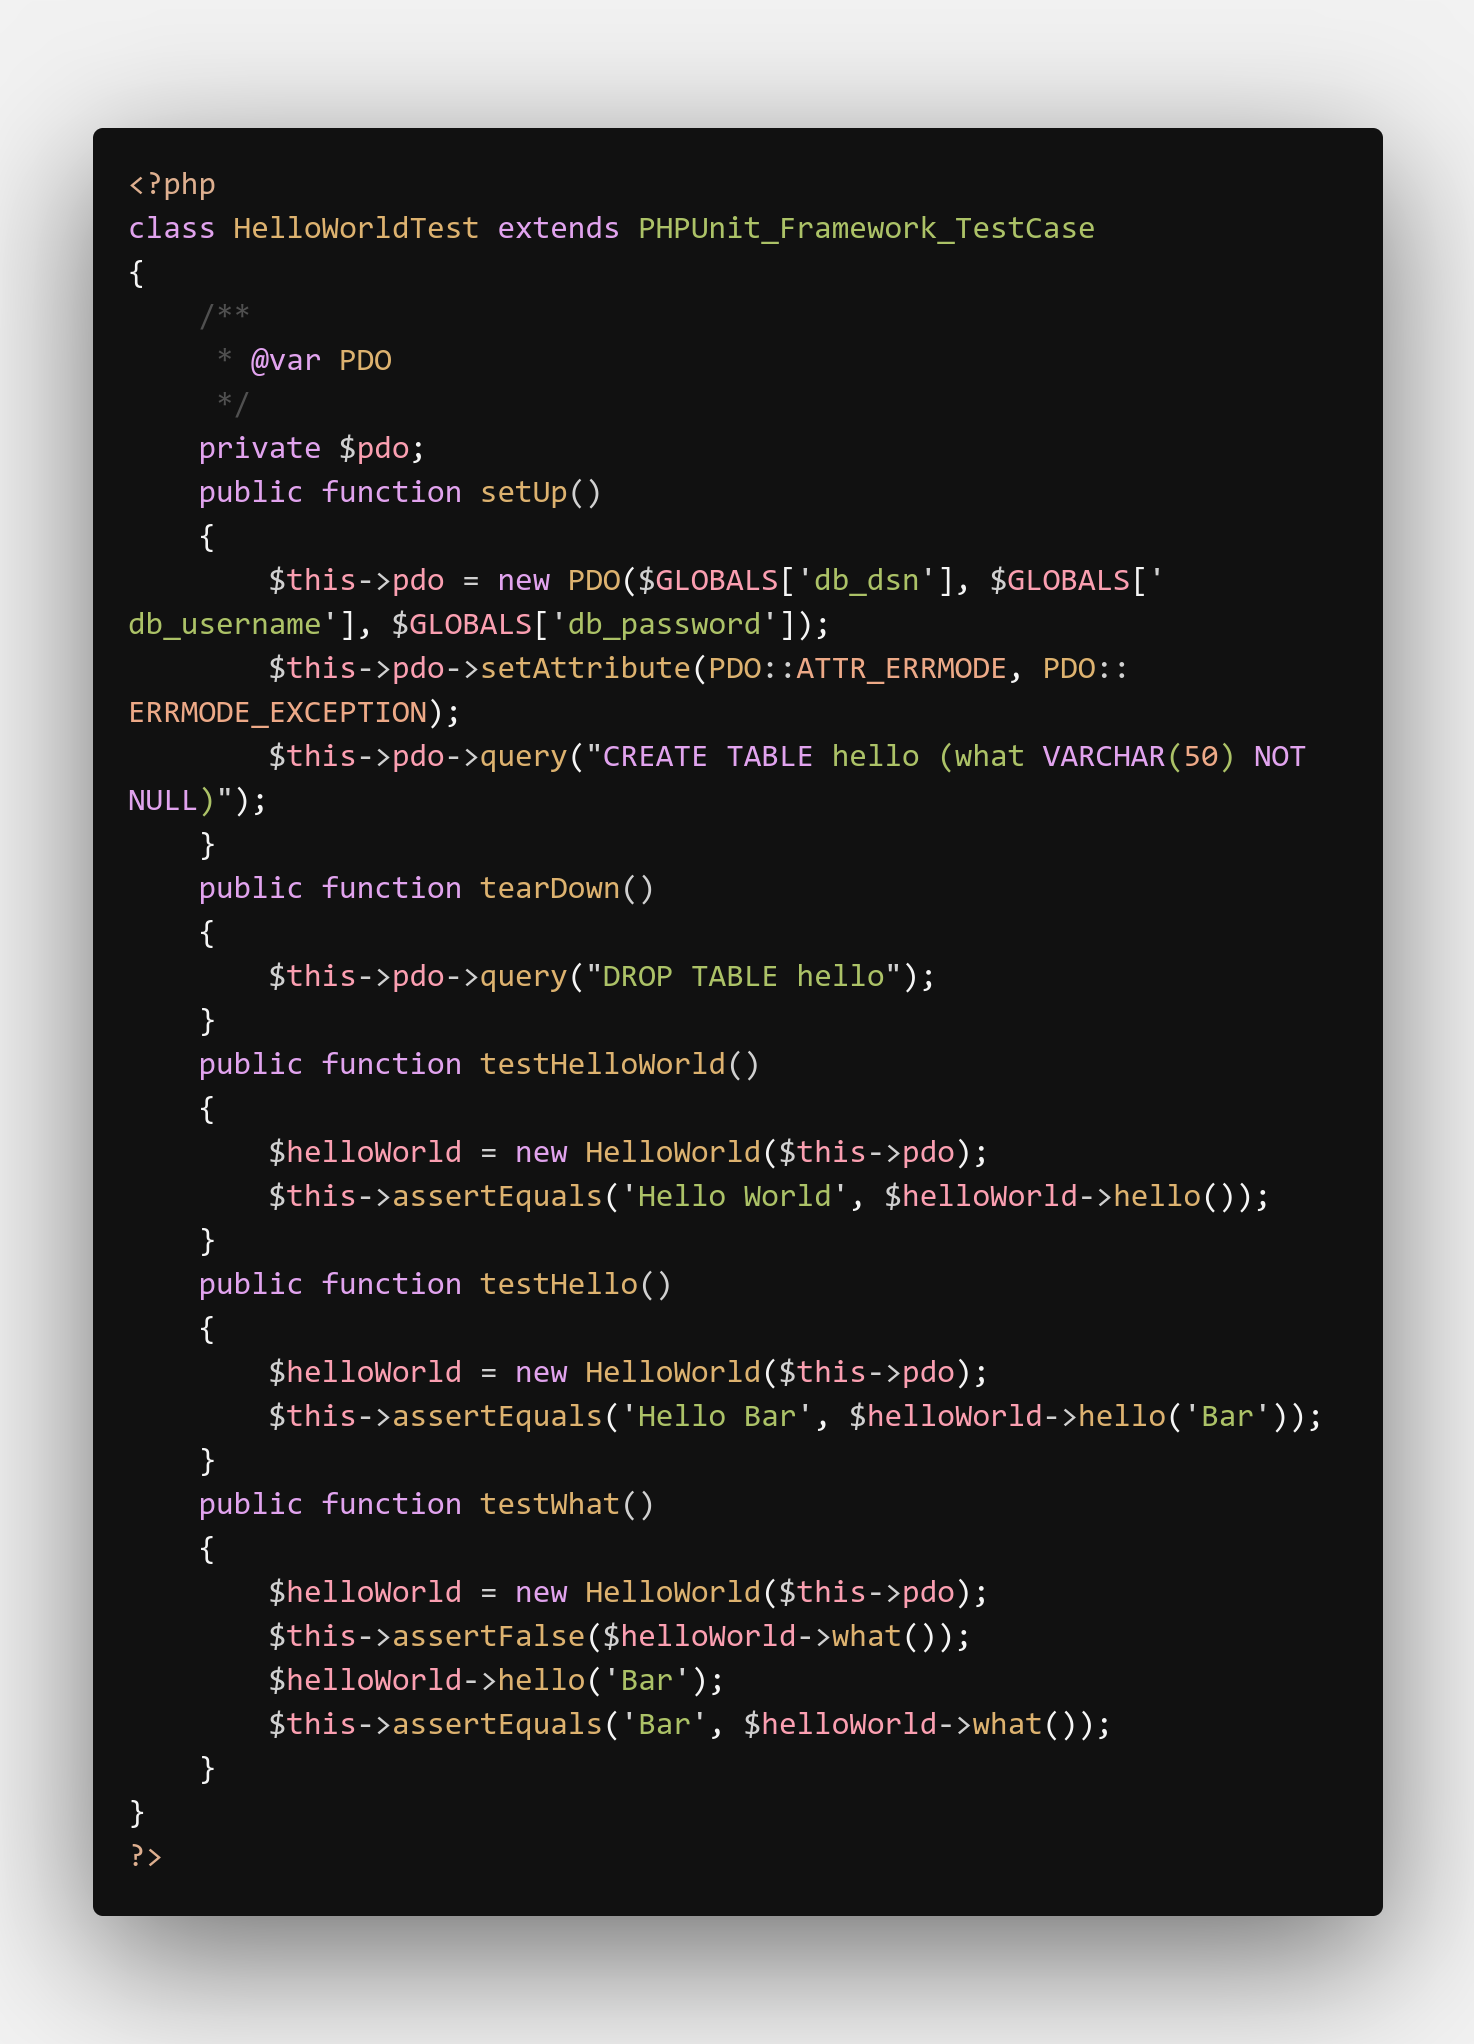 <?php
class HelloWorldTest extends PHPUnit_Framework_TestCase
{
    /**
     * @var PDO
     */
    private $pdo;
    public function setUp()
    {
        $this->pdo = new PDO($GLOBALS['db_dsn'], $GLOBALS['
db_username'], $GLOBALS['db_password']);
        $this->pdo->setAttribute(PDO::ATTR_ERRMODE, PDO::
ERRMODE_EXCEPTION);
        $this->pdo->query("CREATE TABLE hello (what VARCHAR(50) NOT
NULL)");
    }
    public function tearDown()
    {
        $this->pdo->query("DROP TABLE hello");
    }
    public function testHelloWorld()
    {
        $helloWorld = new HelloWorld($this->pdo);
        $this->assertEquals('Hello World', $helloWorld->hello());
    }
    public function testHello()
    {
        $helloWorld = new HelloWorld($this->pdo);
        $this->assertEquals('Hello Bar', $helloWorld->hello('Bar'));
    }
    public function testWhat()
    {
        $helloWorld = new HelloWorld($this->pdo);
        $this->assertFalse($helloWorld->what());
        $helloWorld->hello('Bar');
        $this->assertEquals('Bar', $helloWorld->what());
    }
}
?>